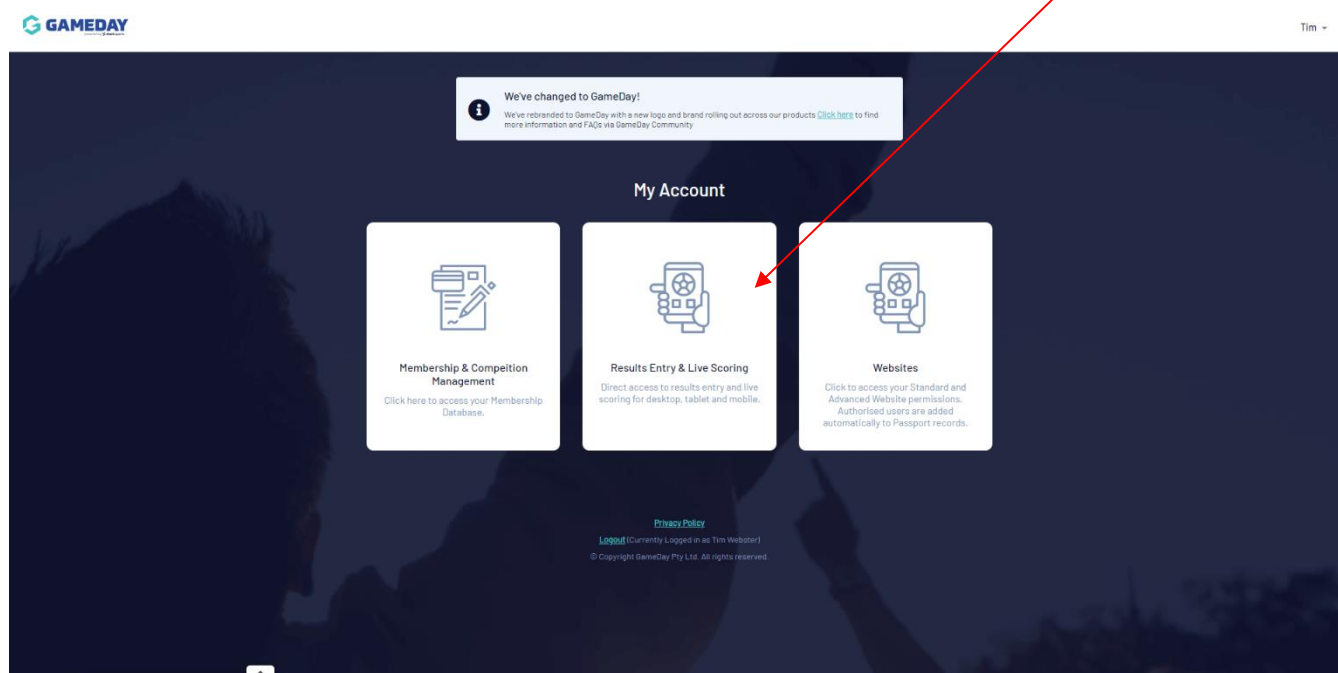 GAMEDAY
Tim
We've changed to GameDay!
We've rebranded to GameDay with a new logo and brand rolling out across our products Click here to find
more information and FAQs via GameDay Community
My Account
Membership & Compeition
Management
Click here to access your Membership
Database.
Results Entry & Live Scoring
Direct access to results entry and live
scoring for desktop, tablet and mobile.
Websites
Click to access your Standard and
Advanced Website permissions.
Authorised users are added
automatically to Passport records.
Privacy Policy
Logout (Currently Logged in as Tim Webster)
© Copyright GameDay Pty Ltd. All rights reserved.